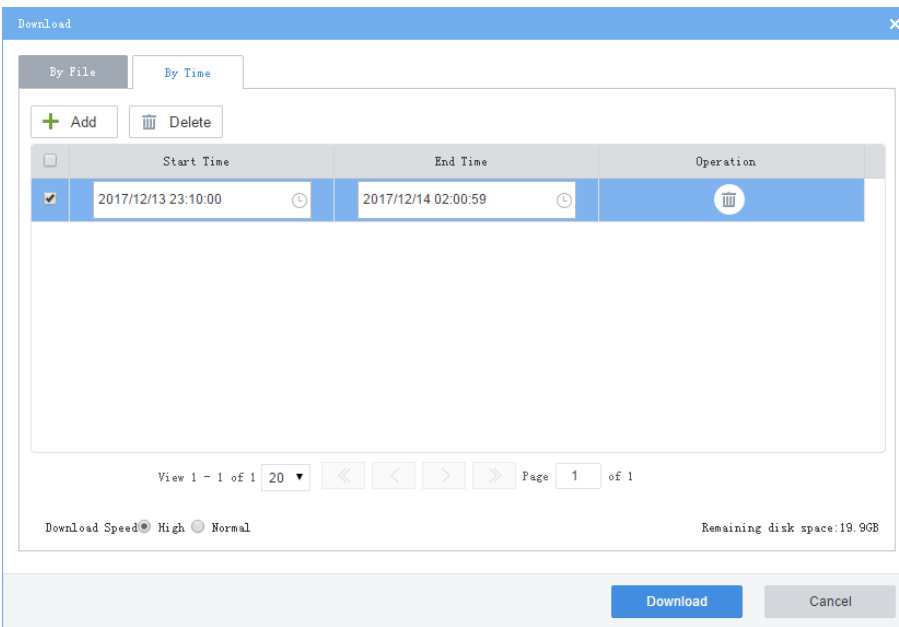 Download
By File By Time
Add Delete
Start Time End Time Operation
2017/12/13 23:10:00 2017/12/14 02:00:59
View 1 - 1 of 1 20 Page 1 of 1
Download Speed High Normal Remaining disk space:19.9GB
Download Cancel